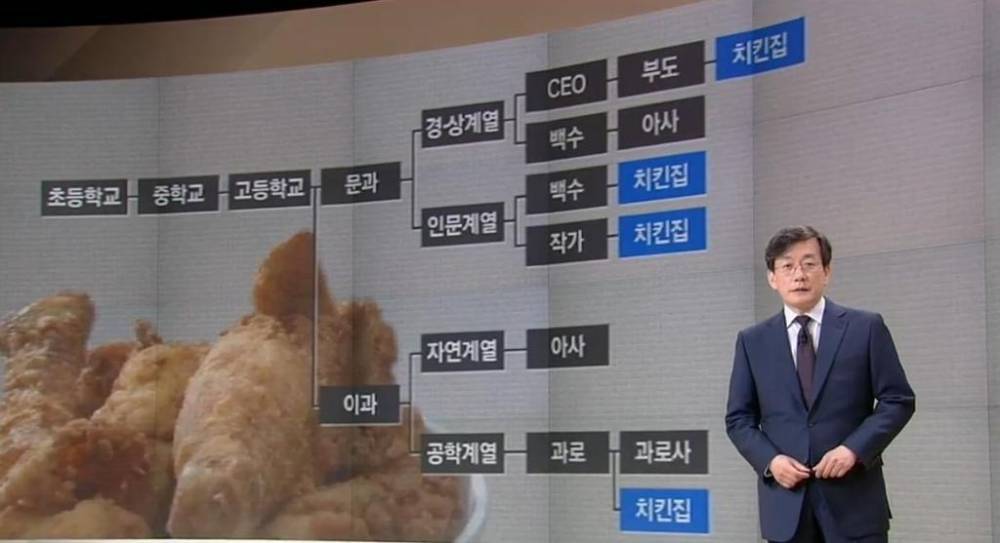 초등학교
중학교
고등학교
문과
경·상계열
CEO
부도
치킨집
백수
아사
인문계열
백수
치킨집
작가
치킨집
이과
자연계열
아사
공학계열
과로
과로사
치킨집